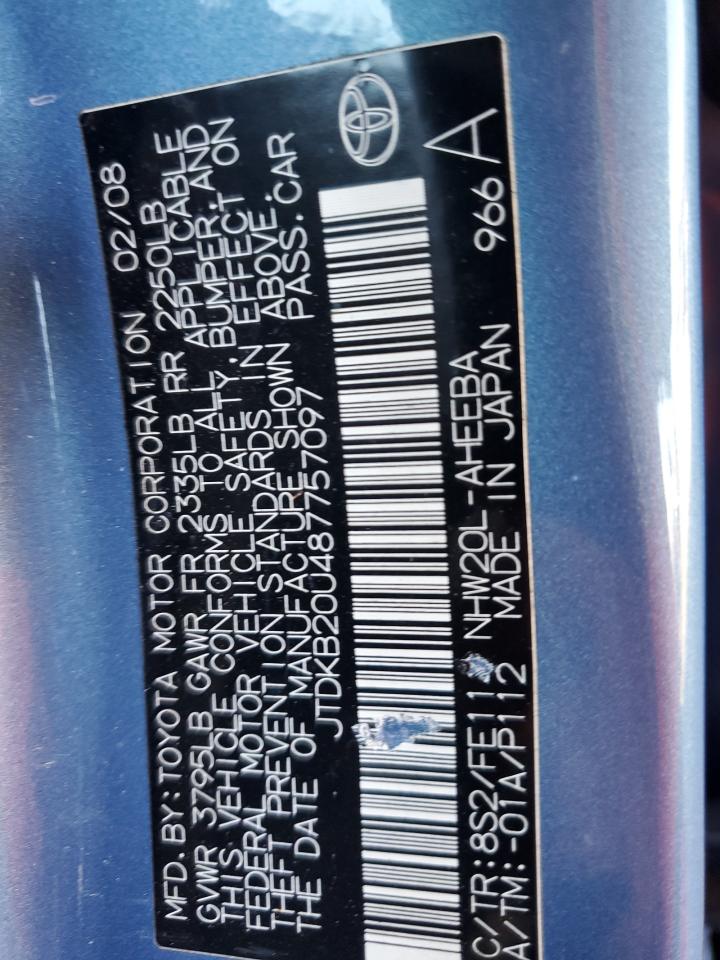 MFD. BY: TOYOTA MOTOR CORPORATION 02/08
GVWR 3795LB GAWR FR 2335LB RR 2250LB
THIS VEHICLE CONFORMS TO ALL APPLICABLE
FEDERAL MOTOR VEHICLE SAFETY, BUMPER, AND
THEFT PREVENTION STANDARDS IN EFFECT ON
THE DATE OF MANUFACTURE SHOWN ABOVE.
JTDKB20U487757097 PASS. CAR
C/TR: 8S2/FE11 NHW20L-AHEEBA 966 A
A/TM: -01A/P112 MADE IN JAPAN